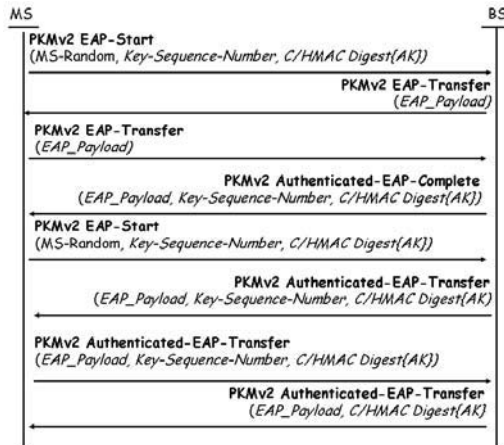 MS BS
PKMv2 EAP-Start
(MS-Random, Key-Sequence-Number, C/HMAC Digest{AK})
PKMv2 EAP-Transfer
(EAP_Payload)
PKMv2 EAP-Transfer
(EAP_Payload)
PKMv2 Authenticated-EAP-Complete
(EAP_Payload, Key-Sequence-Number, C/HMAC Digest{AK})
PKMv2 EAP-Start
(MS-Random, Key-Sequence-Number, C/HMAC Digest{AK})
PKMv2 Authenticated-EAP-Transfer
(EAP_Payload, Key-Sequence-Number, C/HMAC Digest{AK)
PKMv2 Authenticated-EAP-Transfer
(EAP_Payload, Key-Sequence-Number, C/HMAC Digest{AK})
PKMv2 Authenticated-EAP-Transfer
(EAP_Payload, C/HMAC Digest{AK}